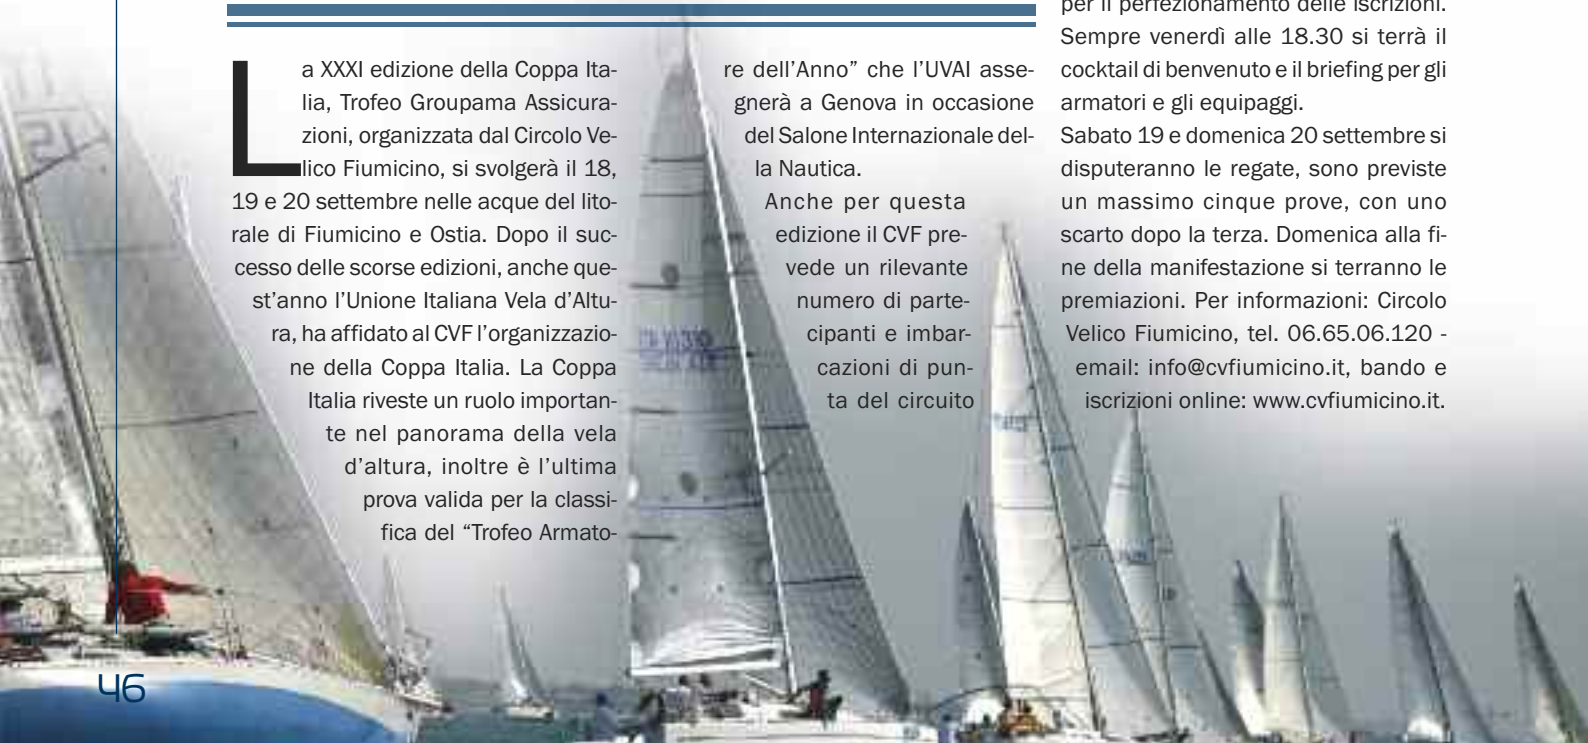 La XXXI edizione della Coppa Ita-
lia, Trofeo Groupama Assicura-
zioni, organizzata dal Circolo Ve-
lico Fiumicino, si svolgerà il 18,
19 e 20 settembre nelle acque del lito-
rale di Fiumicino e Ostia. Dopo il suc-
cesso delle scorse edizioni, anche que-
st’anno l’Unione Italiana Vela d’Altu-
ra, ha affidato al CVF l’organizzazio-
ne della Coppa Italia. La Coppa
Italia riveste un ruolo importan-
te nel panorama della vela
d’altura, inoltre è l’ultima
prova valida per la classi-
fica del “Trofeo Armato-
re dell’Anno” che l’UVAI asse-
gnerà a Genova in occasione
del Salone Internazionale del-
la Nautica.
Anche per questa
edizione il CVF pre-
vede un rilevante
numero di parte-
cipanti e imbar-
cazioni di pun-
ta del circuito
per il perfezionamento delle iscrizioni.
Sempre venerdì alle 18.30 si terrà il
cocktail di benvenuto e il briefing per gli
armatori e gli equipaggi.
Sabato 19 e domenica 20 settembre si
disputeranno le regate, sono previste
un massimo cinque prove, con uno
scarto dopo la terza. Domenica alla fi-
ne della manifestazione si terranno le
premiazioni. Per informazioni: Circolo
Velico Fiumicino, tel. 06.65.06.120 -
email: info@cvfiumicino.it, bando e
iscrizioni online: www.cvfiumicino.it.
46